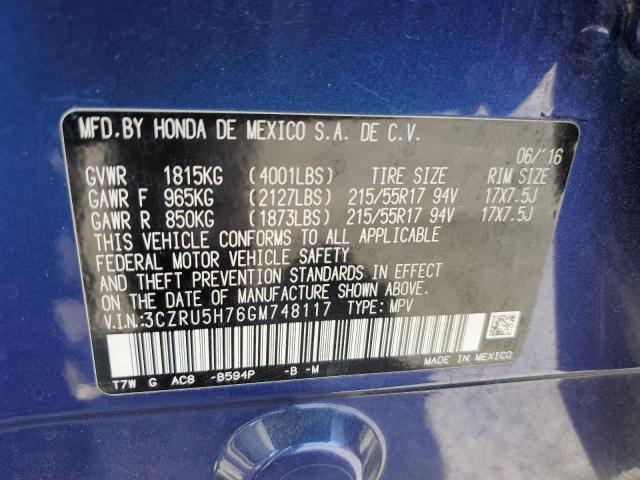 MFD.BY HONDA DE MEXICO S.A. DE C.V.
06/'16
GVWR 1815KG (4001LBS) TIRE SIZE RIM SIZE
GAWR F 965KG (2127LBS) 215/55R17 94V 17X7.5J
GAWR R 850KG (1873LBS) 215/55R17 94V 17X7.5J
THIS VEHICLE CONFORMS TO ALL APPLICABLE
FEDERAL MOTOR VEHICLE SAFETY
AND THEFT PREVENTION STANDARDS IN EFFECT
ON THE DATE OF MANUFACTURE SHOWN ABOVE.
V.I.N.:3CZRU5H76GM748117 TYPE: MPV
MADE IN MEXICO
T7W G AC8 -B594P -B -M